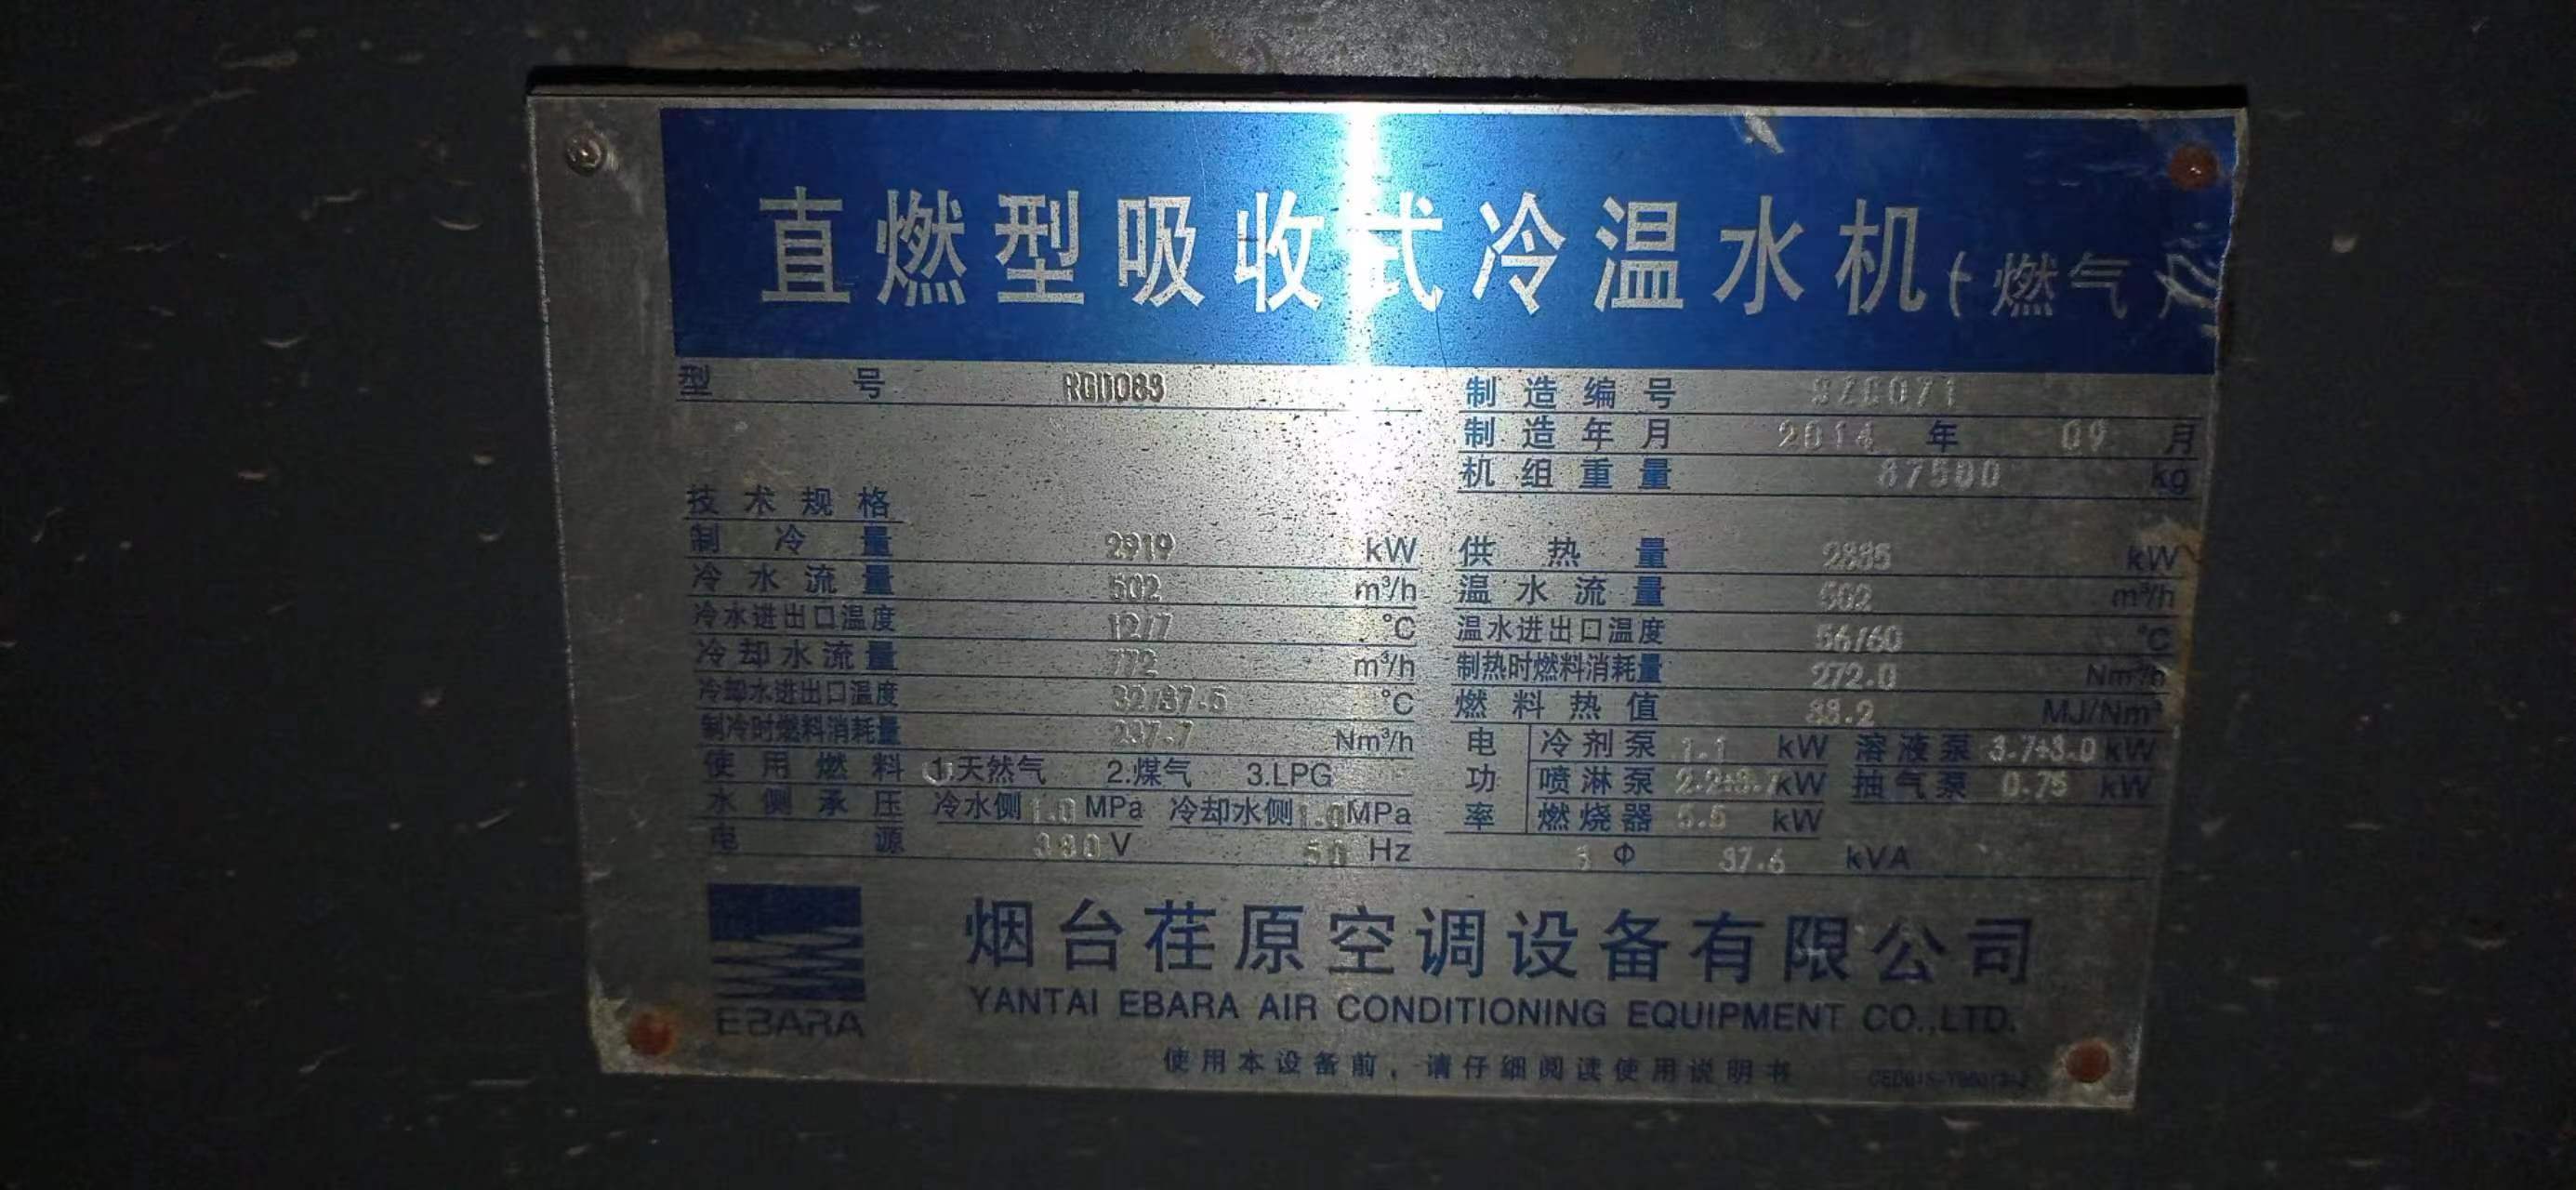 直燃型吸收式冷温水机(燃气)
型号 RGD083
制造编号
制造年月 2014 年 09 月
机组重量 87500 kg
技术规格
制冷量 2919 kW 供热量 2885 kW
冷水流量 502 m³/h 温水流量 502 m³/h
冷水进出口温度 12/7 °C 温水进出口温度 56/60 °C
冷却水流量 772 m³/h 制热时燃料消耗量 272.0 Nm³/h
冷却水进出口温度 32/37.5 °C 燃料热值 38.2 MJ/Nm³
制冷时燃料消耗量 Nm³/h 电功率 冷剂泵 1.1 kW 溶液泵 3.7+3.0 kW
使用燃料 1.天然气 2.煤气 3.LPG 喷淋泵 2.2+3.7 kW 抽气泵 0.75 kW
水侧承压 冷水侧 1.0 MPa 冷却水侧 1.0 MPa 燃烧器 5.5 kW
电源 380 V 50 Hz 3 Φ 37.6 kVA
EBARA
烟台荏原空调设备有限公司
YANTAI EBARA AIR CONDITIONING EQUIPMENT CO.,LTD.
使用本设备前，请仔细阅读使用说明书